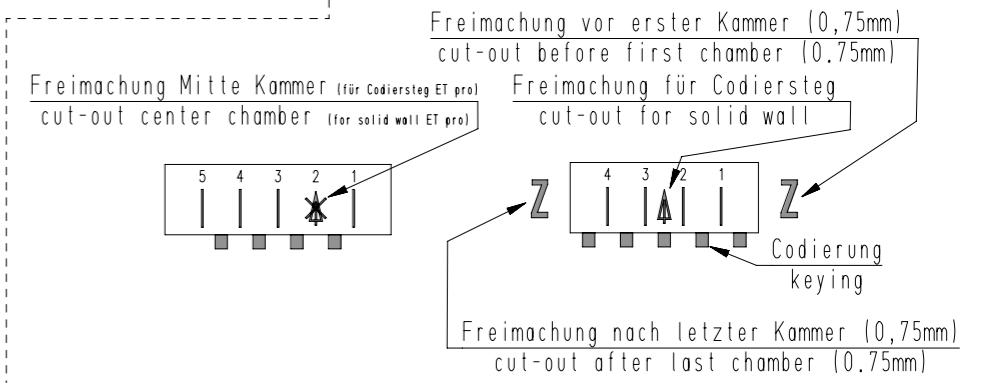 Freimachung vor erster Kammer (0,75mm)
cut-out before first chamber (0.75mm)
Freimachung Mitte Kammer (für Codiersteg ET pro)
cut-out center chamber (for solid wall ET pro)
Freimachung für Codiersteg
cut-out for solid wall
5 4 3 2 1
Z 4 3 2 1 Z
Codierung
keying
Freimachung nach letzter Kammer (0,75mm)
cut-out after last chamber (0.75mm)